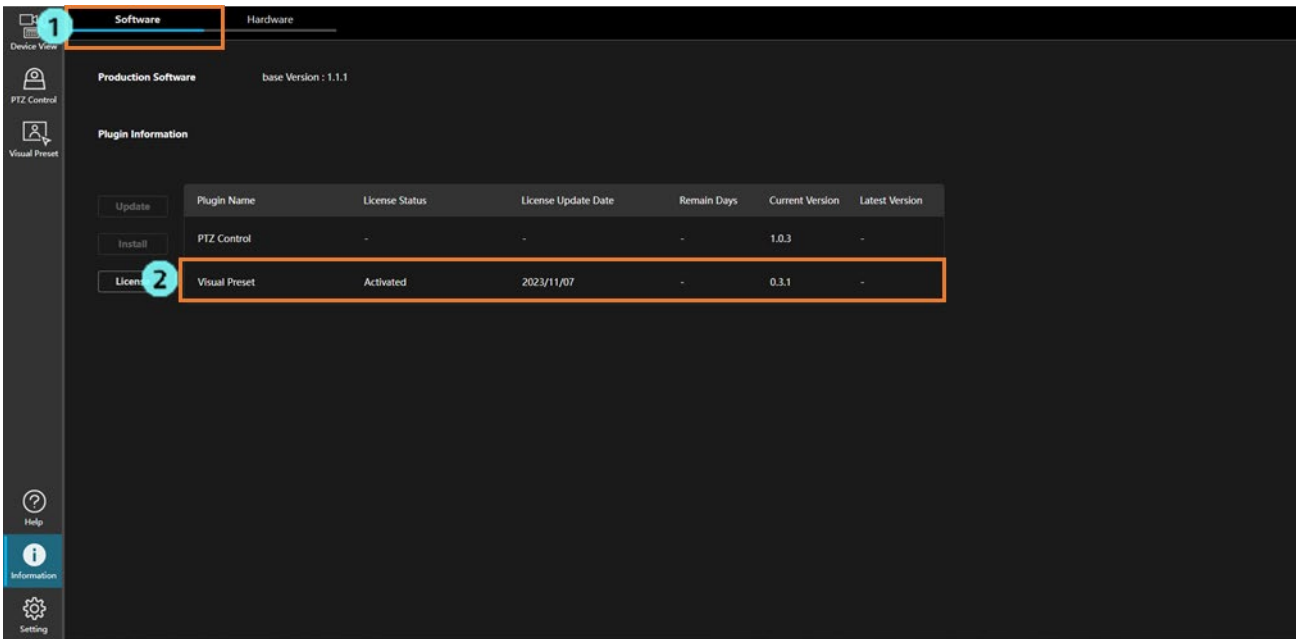 1
Software Hardware
Device View
Production Software base Version : 1.1.1
PTZ Control
Plugin Information
Visual Preset
Update
Install
Licens
2
Plugin Name License Status License Update Date Remain Days Current Version Latest Version
PTZ Control - - - 1.0.3 -
Visual Preset Activated 2023/11/07 - 0.3.1 -
Help
Information
Setting